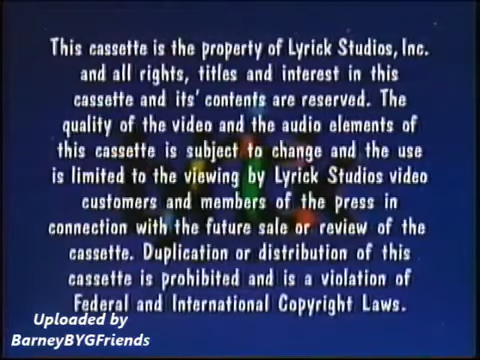 This cassette is the property of Lyrick Studios, Inc.
and all rights, titles and interest in this
cassette and its' contents are reserved. The
quality of the video and the audio elements of
this cassette is subject to change and the use
is limited to the viewing by Lyrick Studios video
customers and members of the press in
connection with the future sale or review of the
cassette. Duplication or distribution of this
cassette is prohibited and is a violation of
Federal and International Copyright Laws.
Uploaded by
BarneyBYGFriends